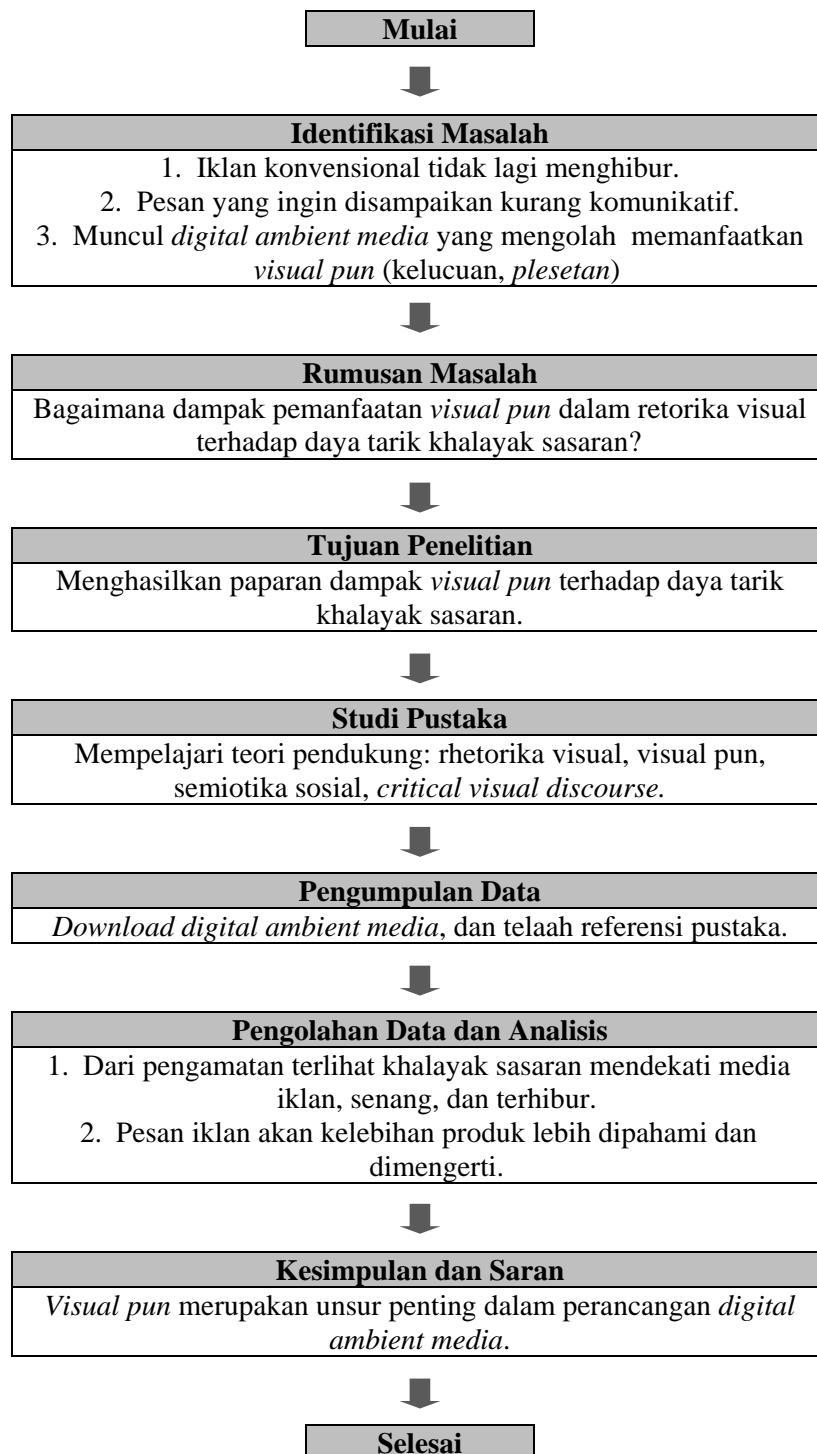 Mulai
Identifikasi Masalah
1. Iklan konvensional tidak lagi menghibur.
2. Pesan yang ingin disampaikan kurang komunikatif.
3. Muncul digital ambient media yang mengolah memanfaatkan
visual pun (kelucuan, plesetan)
Rumusan Masalah
Bagaimana dampak pemanfaatan visual pun dalam retorika visual
terhadap daya tarik khalayak sasaran?
Tujuan Penelitian
Menghasilkan paparan dampak visual pun terhadap daya tarik
khalayak sasaran.
Studi Pustaka
Mempelajari teori pendukung: rhetorika visual, visual pun,
semiotika sosial, critical visual discourse.
Pengumpulan Data
Download digital ambient media, dan telaah referensi pustaka.
Pengolahan Data dan Analisis
1. Dari pengamatan terlihat khalayak sasaran mendekati media
iklan, senang, dan terhibur.
2. Pesan iklan akan kelebihan produk lebih dipahami dan
dimengerti.
Kesimpulan dan Saran
Visual pun merupakan unsur penting dalam perancangan digital
ambient media.
Selesai